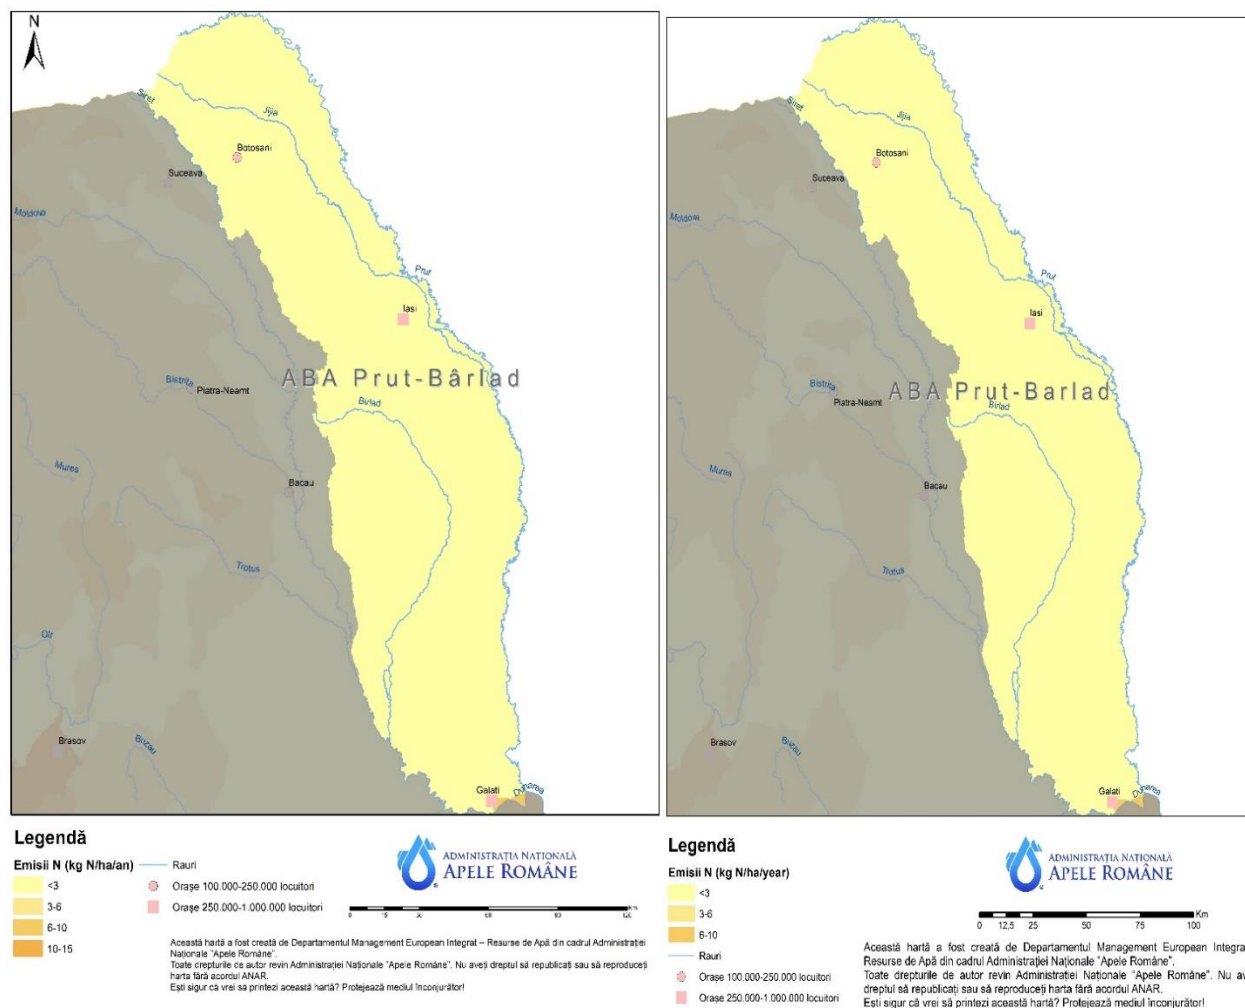 N
Siret
Jijia
Botosani
Suceava
Moldova
Prut
Iasi
ABA Prut-Bârlad
Bistrita
Piatra-Neamt
Birlad
Mures
Bacau
Trotus
Olt
Brasov
Buzau
Galati
Dunarea
Legendă
Emisii N (kg N/ha/an)
<3
3-6
6-10
10-15
Rauri
Orașe 100.000-250.000 locuitori
Orașe 250.000-1.000.000 locuitori
ADMINISTRAȚIA NAȚIONALĂ
APELE ROMÂNE
0 15 30 60 90 120
Această hartă a fost creată de Departamentul Management European Integrat – Resurse de Apă din cadrul Administrației
Naționale "Apele Române".
Toate drepturile de autor revin Administrației Naționale "Apele Române". Nu aveți dreptul să republicați sau să reproduceți
harta fără acordul ANAR.
Ești sigur că vrei să printezi această hartă? Protejează mediul înconjurător!
Siret
Jijia
Botosani
Suceava
Moldova
Prut
Iasi
ABA Prut-Barlad
Bistrita
Piatra-Neamt
Birlad
Mures
Bacau
Trotus
Olt
Brasov
Buzau
Galati
Dunarea
Legendă
Emisii N (kg N/ha/year)
<3
3-6
6-10
Rauri
Orașe 100.000-250.000 locuitori
Orașe 250.000-1.000.000 locuitori
ADMINISTRAȚIA NAȚIONALĂ
APELE ROMÂNE
Km
0 12,5 25 50 75 100
Această hartă a fost creată de Departamentul Management European Integra
Resurse de Apă din cadrul Administrației Naționale "Apele Române".
Toate drepturile de autor revin Administrației Naționale "Apele Române". Nu av
dreptul să republicați sau să reproduceți harta fără acordul ANAR.
Ești sigur că vrei să printezi această hartă? Protejează mediul înconjurător!